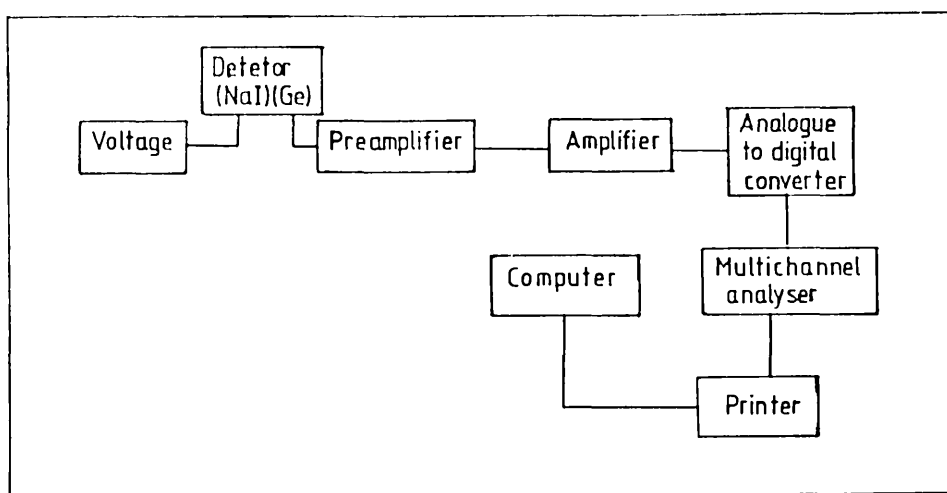 Detetor
(NaI)(Ge)
Voltage
Preamplifier
Amplifier
Analogue
to digital
converter
Computer
Multichannel
analyser
Printer